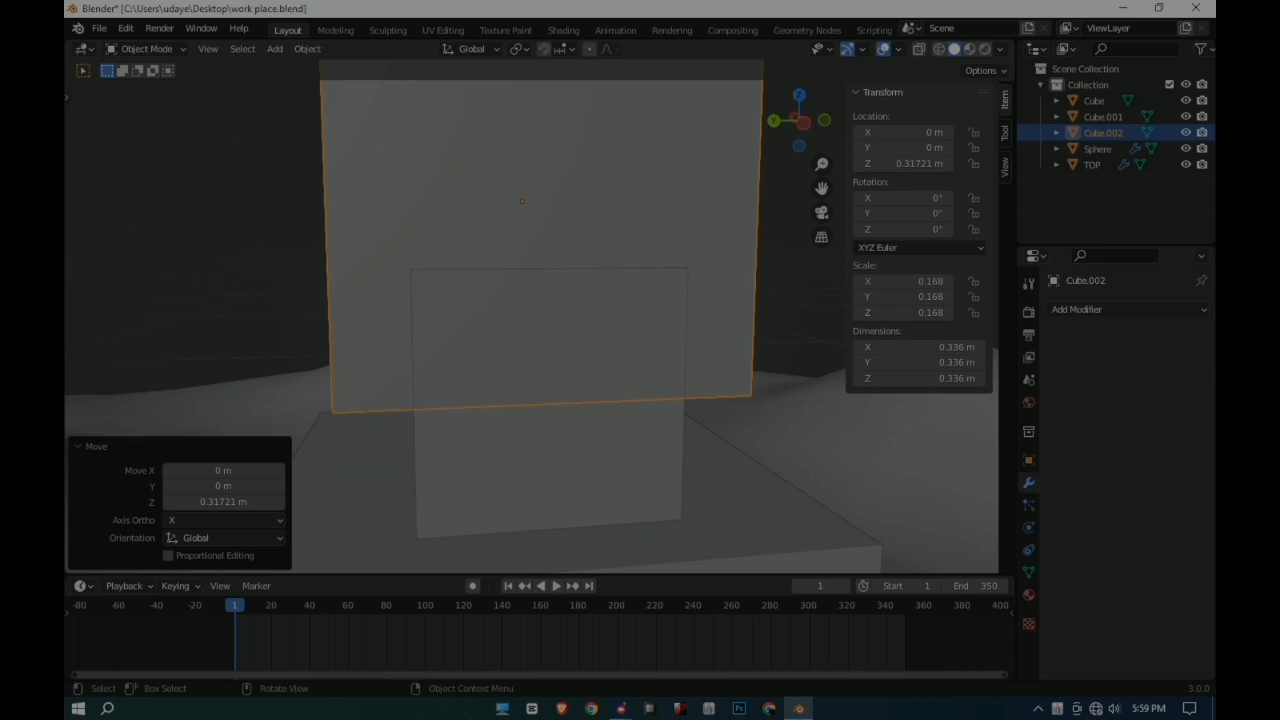 Blender* [C:\Users\udaye\Desktop\work place.blend]
File Edit Render Window Help Layout Modeling Sculpting UV Editing Texture Paint Shading Animation Rendering Compositing Geometry Nodes Scripting Scene ViewLayer
Object Mode View Select Add Object Global
Options
Scene Collection
Collection
Cube
Cube.001
Cube.002
Sphere
TOP
Transform
Location:
X 0 m
Y 0 m
Z 0.31721 m
Rotation:
X 0°
Y 0°
Z 0°
XYZ Euler
Scale:
X 0.168
Y 0.168
Z 0.168
Dimensions:
X 0.336 m
Y 0.336 m
Z 0.336 m
Item
Tool
View
Z
Y
Cube.002
Add Modifier
Move
Move X 0 m
Y 0 m
Z 0.31721 m
Axis Ortho X
Orientation Global
Proportional Editing
Playback Keying View Marker 1 Start 1 End 350
-80 -60 -40 -20 1 20 40 60 80 100 120 140 160 180 200 220 240 260 280 300 320 340 360 380 400
Select Box Select Rotate View Object Context Menu 3.0.0
Ps 5:59 PM